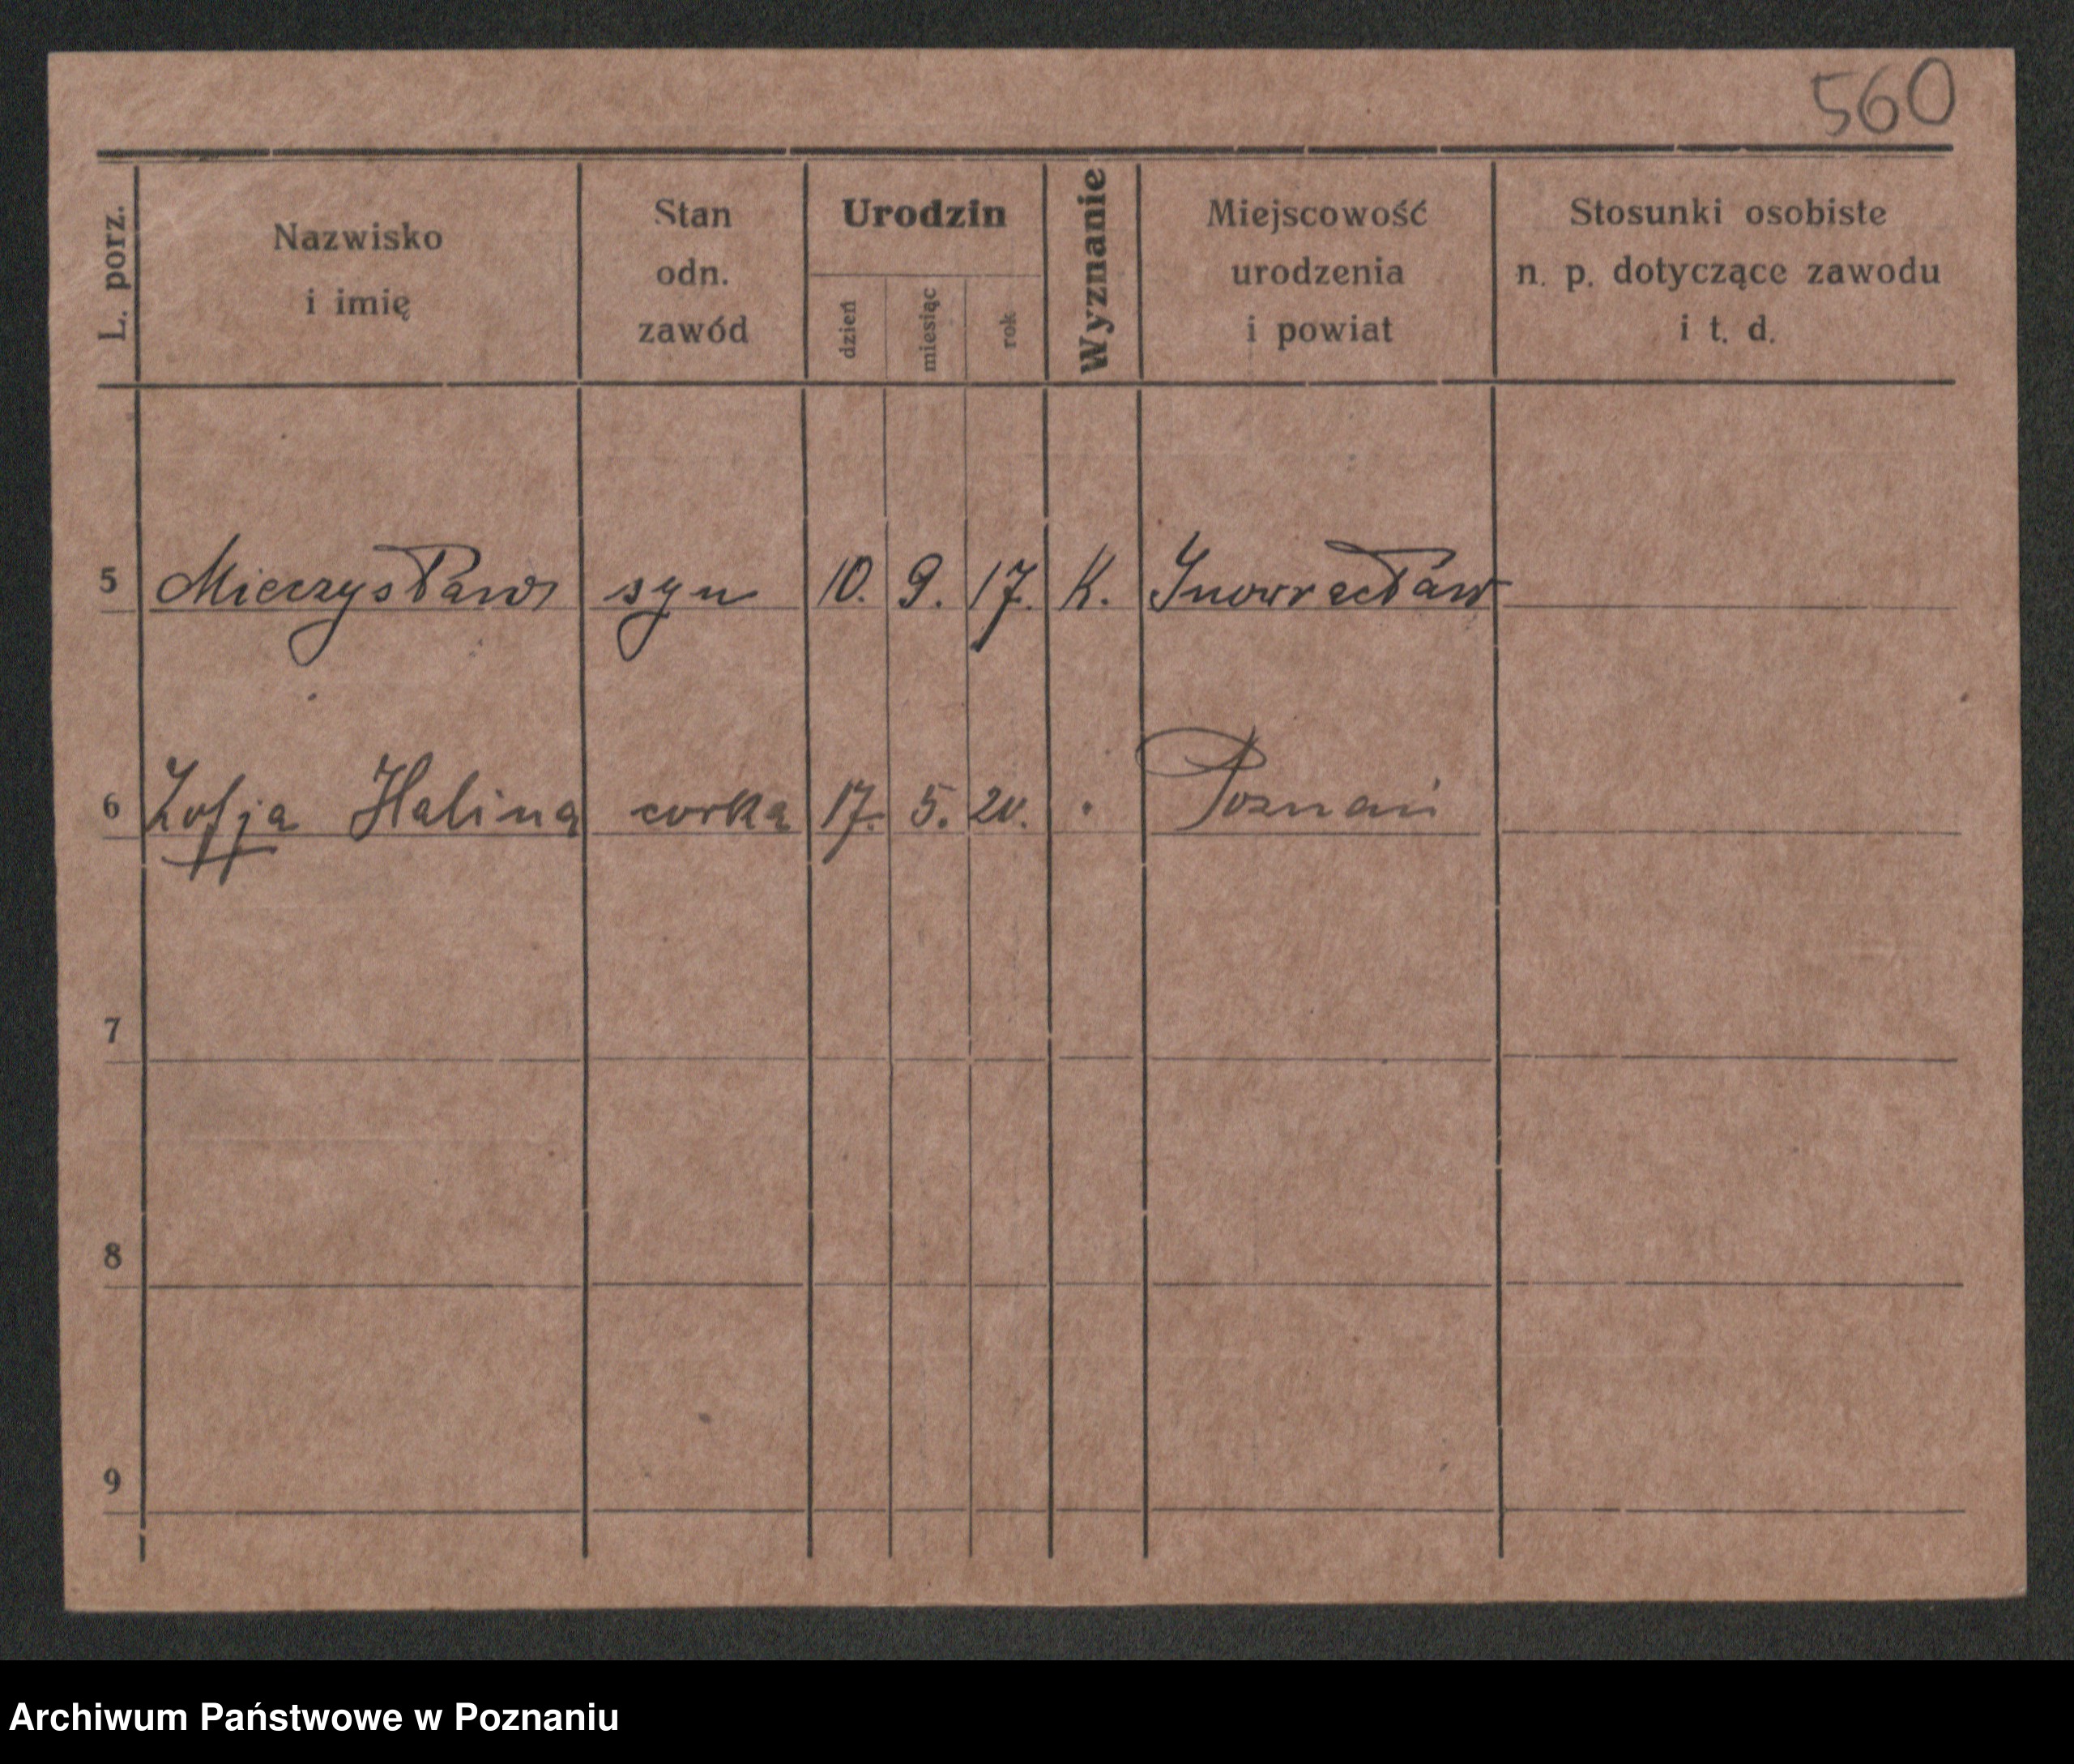 560
L. porz.
Nazwisko
i imię
Stan
odn.
zawód
Urodzin
dzień
miesiąc
rok
Wyznanie
Miejscowość
urodzenia
i powiat
Stosunki osobiste
n. p. dotyczące zawodu
i t. d.
5 Mieczysław syn 10. 9. 17. K. Inowrocław
6 Zofja Halina corka 17. 5. 20. Poznań
7
8
9
Archiwum Państwowe w Poznaniu